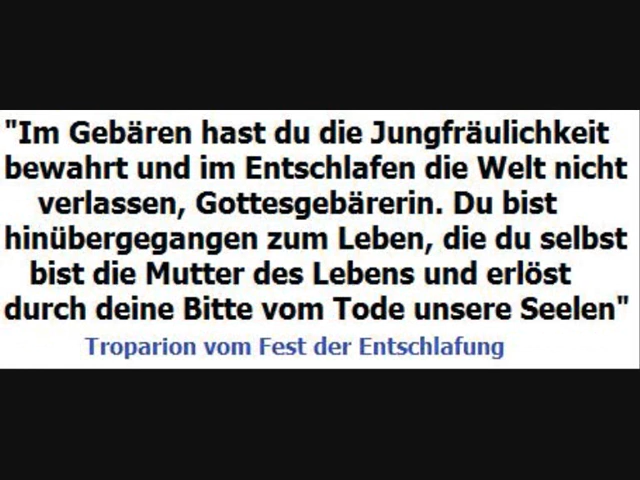 "Im Gebären hast du die Jungfräulichkeit
bewahrt und im Entschlafen die Welt nicht
verlassen, Gottesgebärerin. Du bist
hinübergegangen zum Leben, die du selbst
bist die Mutter des Lebens und erlöst
durch deine Bitte vom Tode unsere Seelen"
Troparion vom Fest der Entschlafung